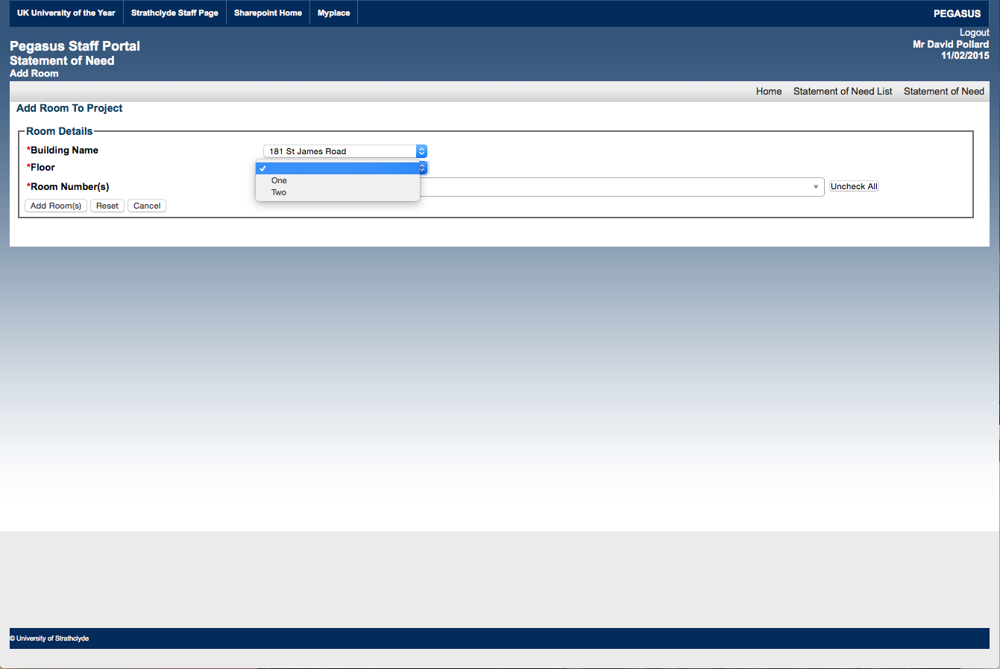 UK University of the Year Strathclyde Staff Page Sharepoint Home Myplace PEGASUS
Logout
Pegasus Staff Portal Mr David Pollard
Statement of Need 11/02/2015
Add Room
Home Statement of Need List Statement of Need
Add Room To Project
Room Details
*Building Name 181 St James Road
*Floor
One
*Room Number(s) Uncheck All
Two
Add Room(s) Reset Cancel
© University of Strathclyde